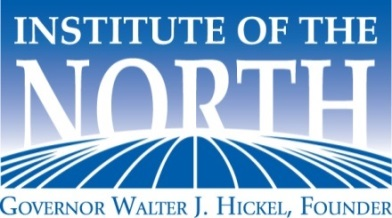 INSTITUTE OF THE
NORTH
GOVERNOR WALTER J. HICKEL, FOUNDER